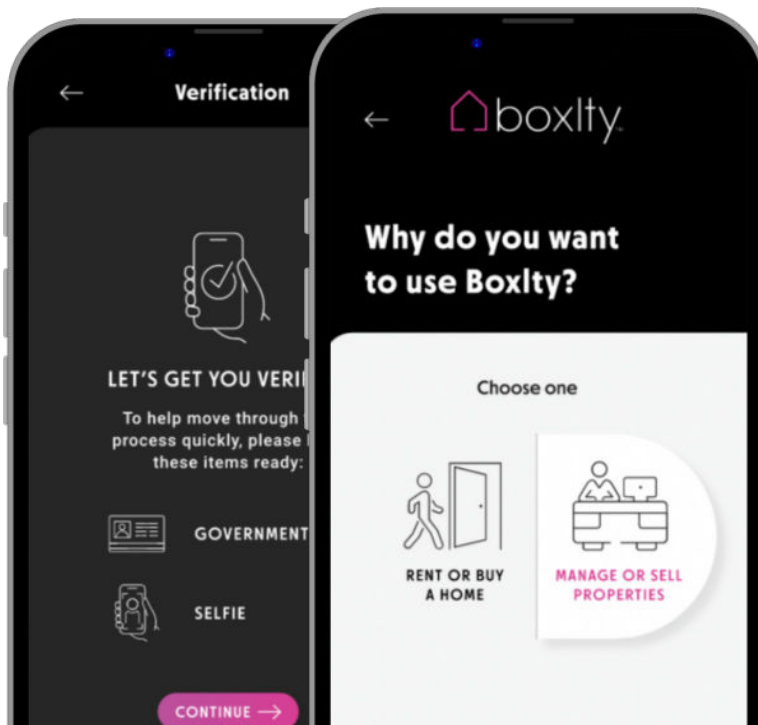 Verification
LET'S GET YOU
To help move through
process quickly, please
these items ready:
GOVERNMENT
SELFIE
CONTINUE
boxlty
Why do you want
to use Boxlty?
Choose one
RENT OR BUY
A HOME
MANAGE OR SELL
PROPERTIES